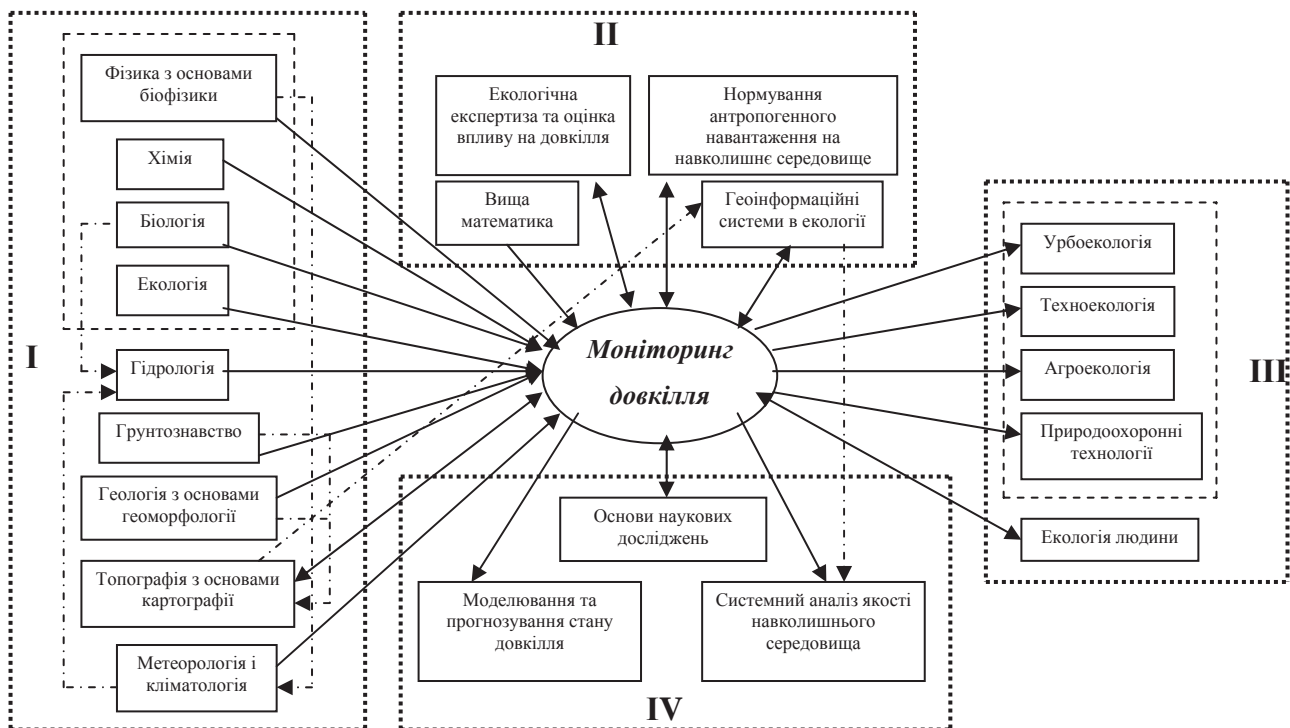 I
Фізика з основами
біофізики
Хімія
Біологія
Екологія
Гідрологія
Грунтознавство
Геологія з основами
геоморфології
Топографія з основами
картографії
Метеорологія і
кліматологія
II
Екологічна
експертиза та оцінка
впливу на довкілля
Нормування
антропогенного
навантаження на
навколишнє середовище
Вища
математика
Геоінформаційні
системи в екології
Моніторинг
довкілля
III
Урбоекологія
Техноекологія
Агроекологія
Природоохоронні
технології
Екологія людини
Основи наукових
досліджень
Моделювання та
прогнозування стану
довкілля
Системний аналіз якості
навколишнього
середовища
IV